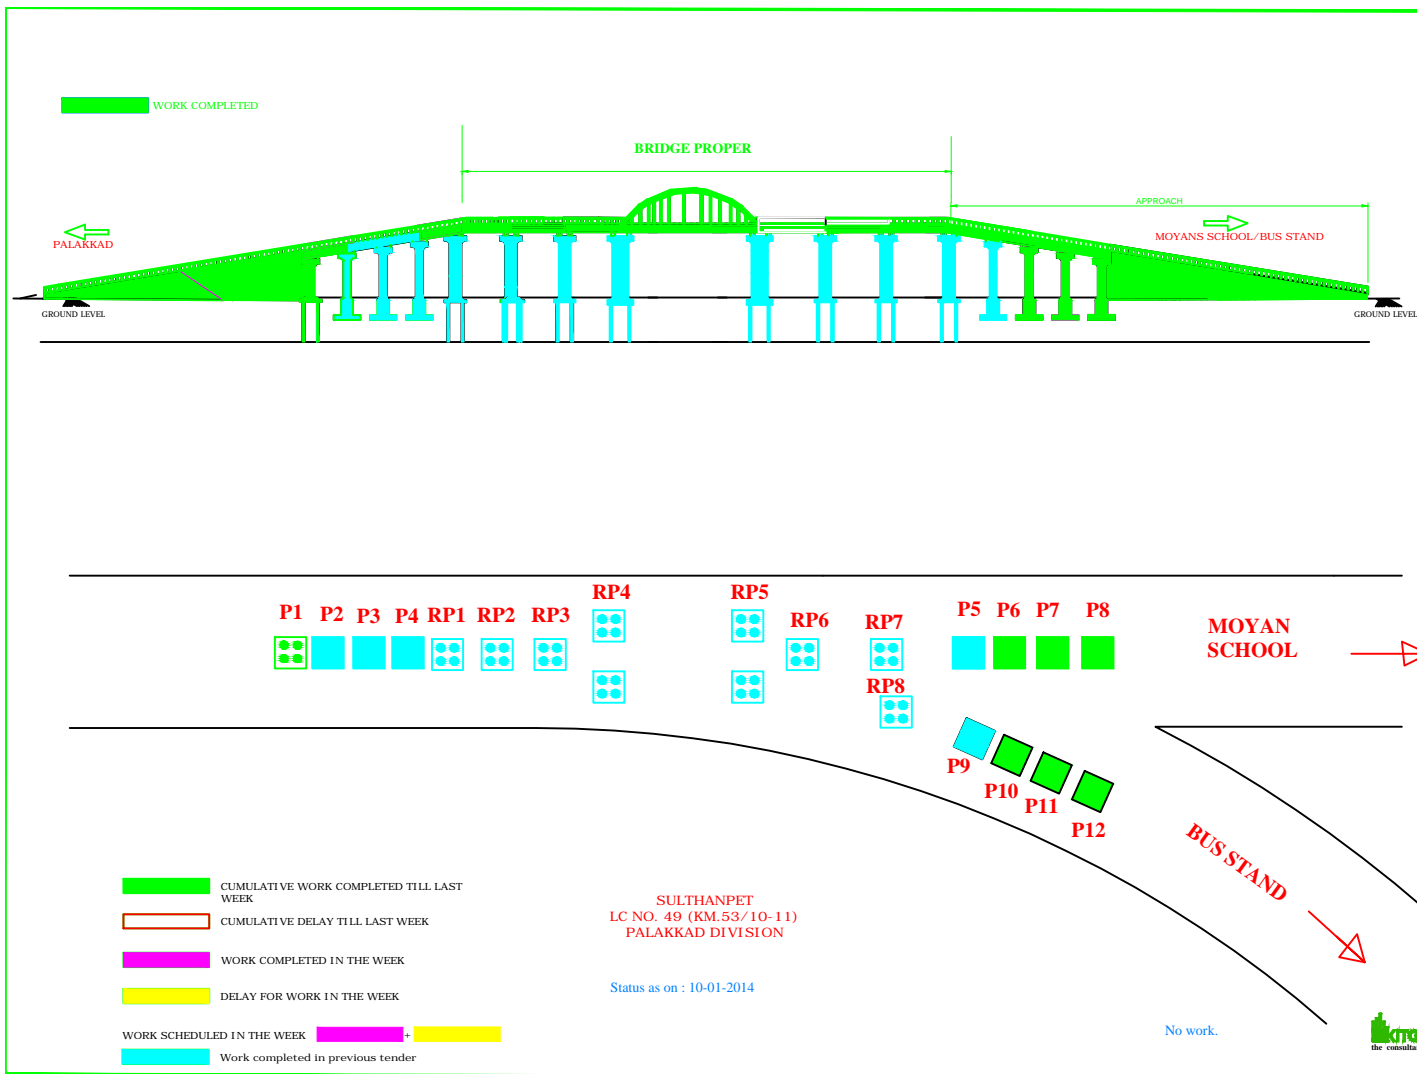 WORK COMPLETED
BRIDGE PROPER
APPROACH
PALAKKAD
MOYANS SCHOOL/BUS STAND
GROUND LEVEL
GROUND LEVEL
P1
P2
P3
P4
RP1
RP2
RP3
RP4
RP5
RP6
RP7
RP8
P5
P6
P7
P8
MOYAN
SCHOOL
P9
P10
P11
P12
BUS STAND
CUMULATIVE WORK COMPLETED TILL LAST
WEEK
CUMULATIVE DELAY TILL LAST WEEK
WORK COMPLETED IN THE WEEK
DELAY FOR WORK IN THE WEEK
WORK SCHEDULED IN THE WEEK +
Work completed in previous tender
SULTHANPET
LC NO. 49 (KM.53/10-11)
PALAKKAD DIVISION
Status as on : 10-01-2014
No work.
the